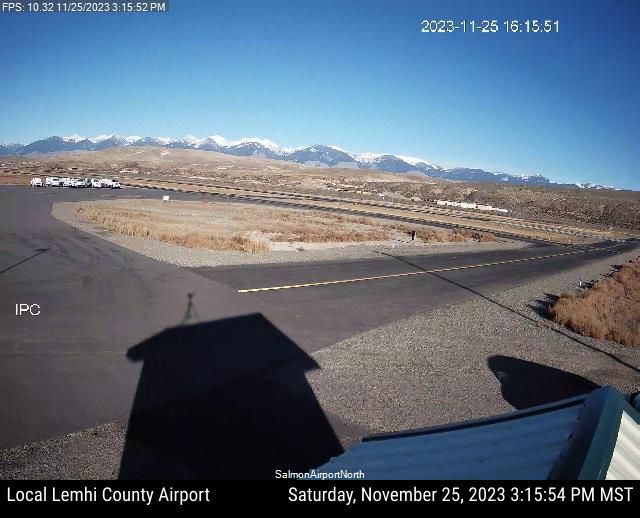 FPS: 10.32 11/25/2023 3:15:52 PM
2023-11-25 16:15:51
IPC
SalmonAirportNorth
Local Lemhi County Airport
Saturday, November 25, 2023 3:15:54 PM MST